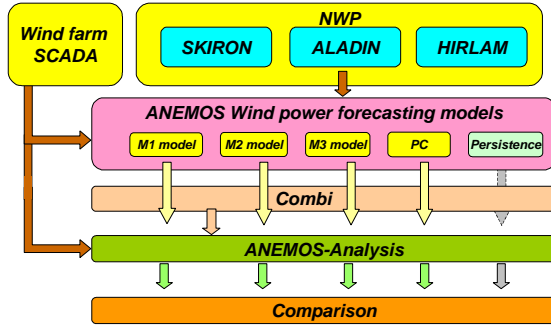 Wind farm
SCADA
NWP
SKIRON
ALADIN
HIRLAM
ANEMOS Wind power forecasting models
M1 model
M2 model
M3 model
PC
Persistence
Combi
ANEMOS-Analysis
Comparison